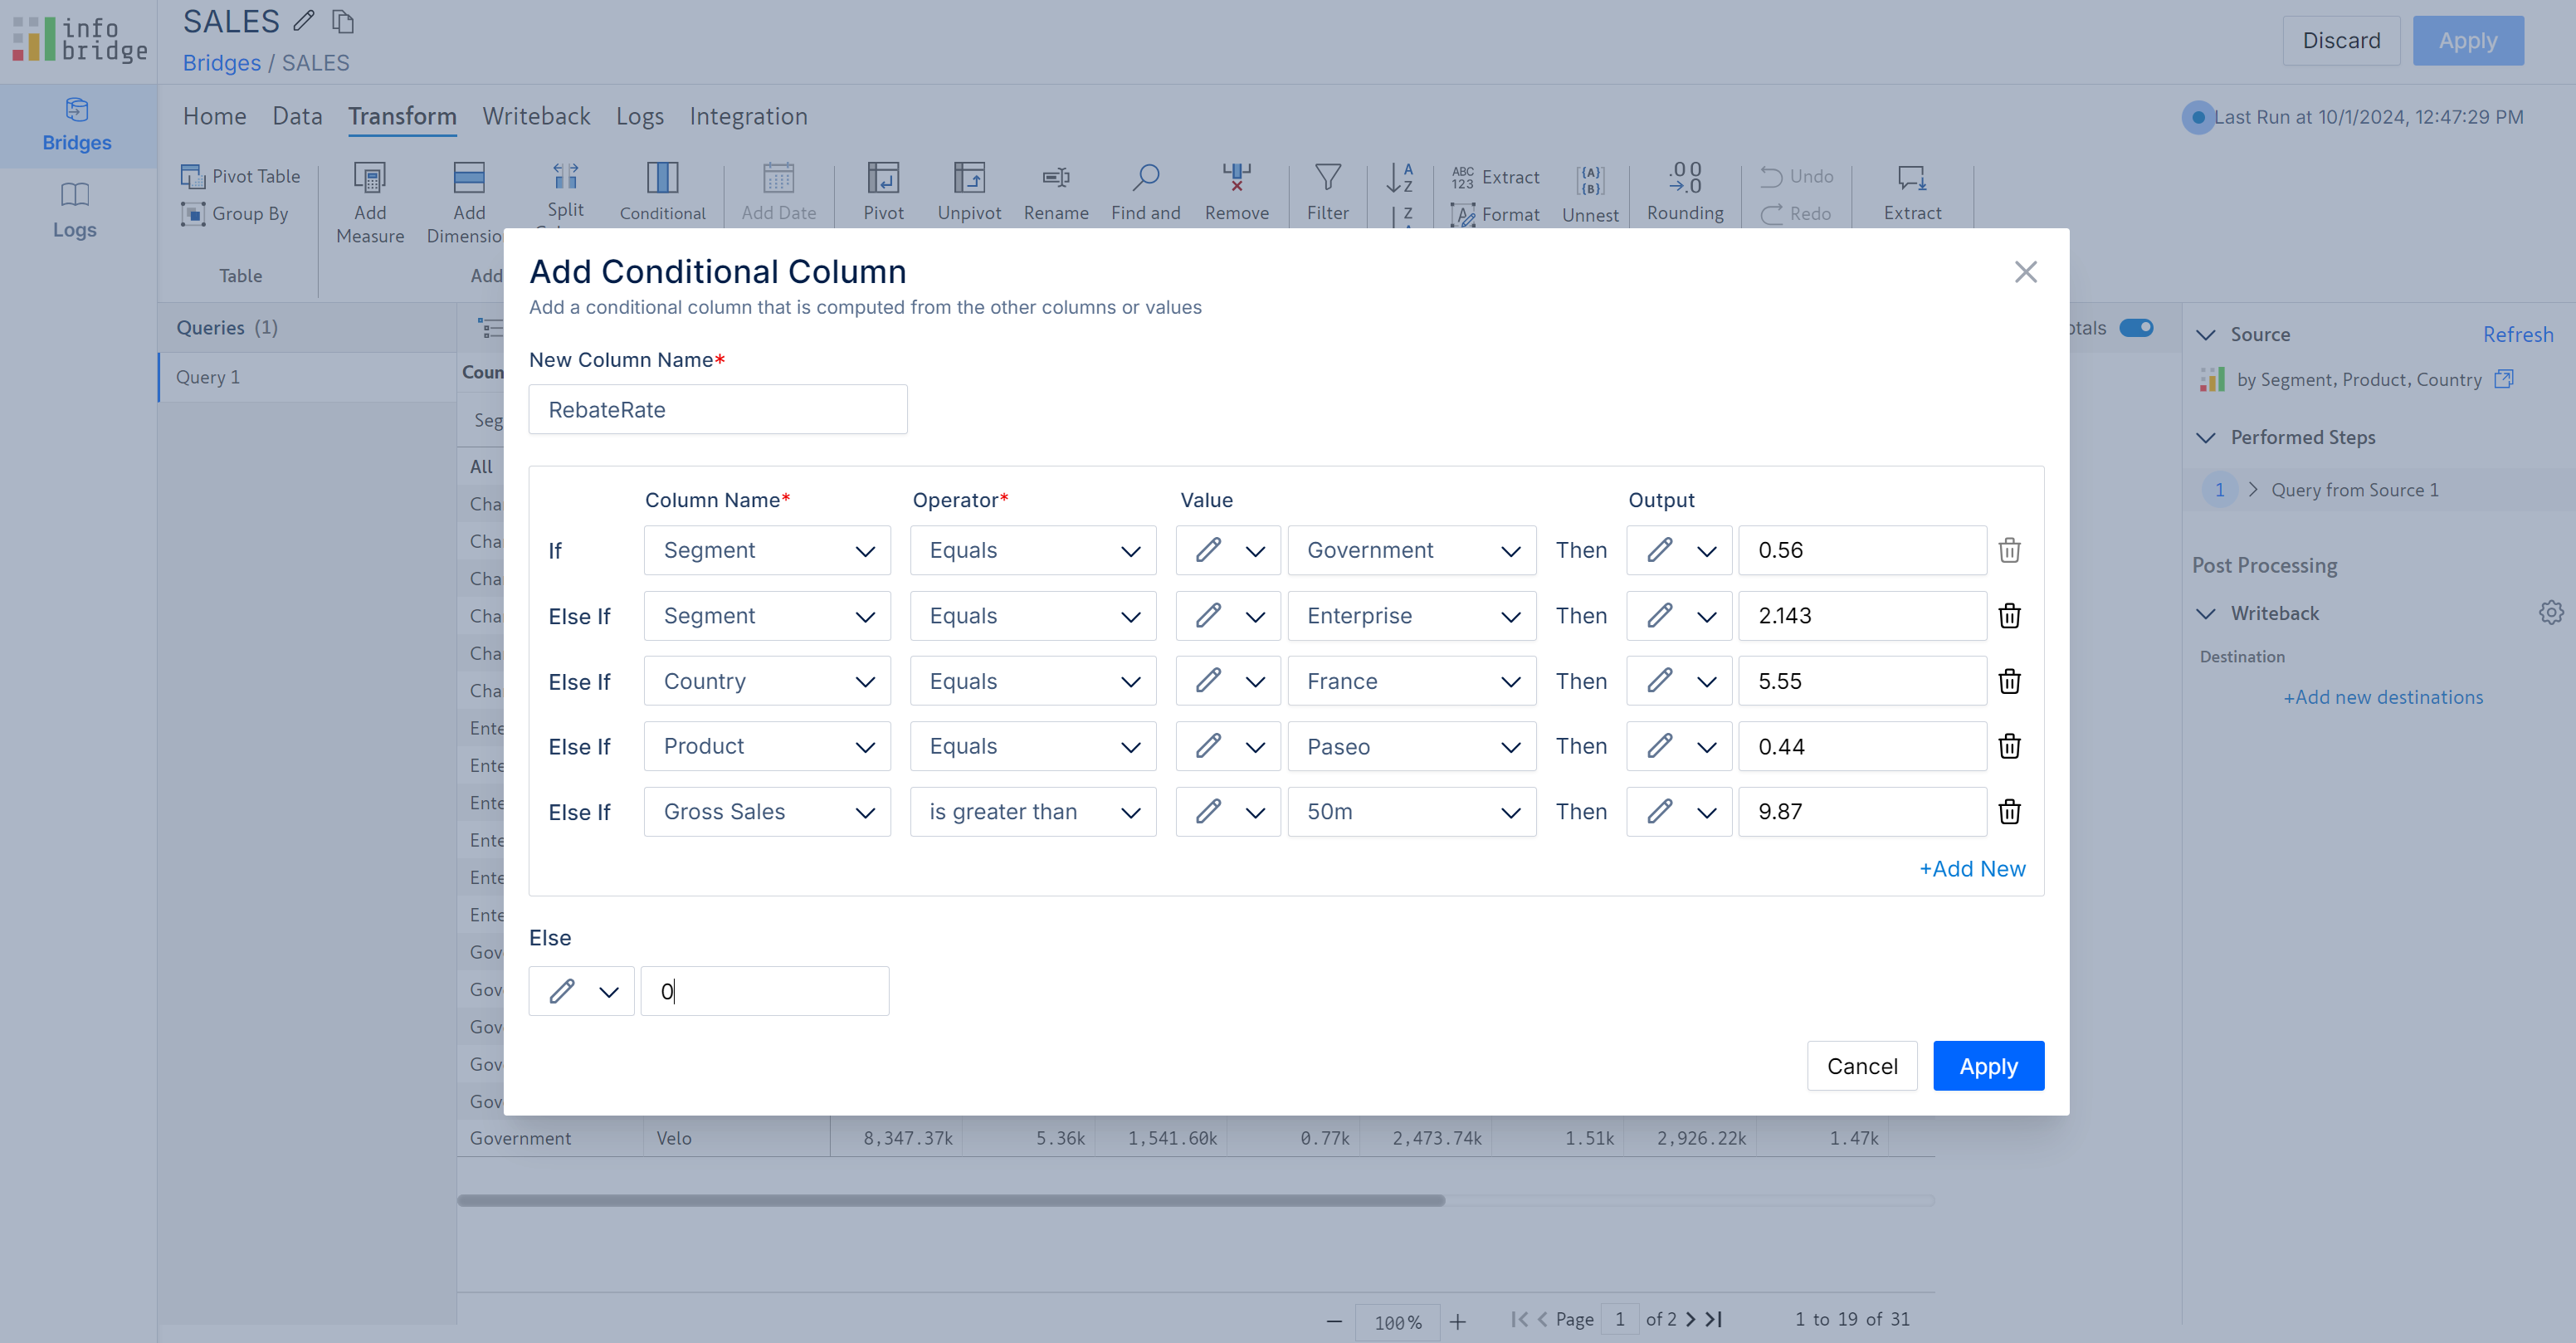 info
bridge
SALES
Bridges / SALES
Discard
Apply
Bridges
Logs
Home Data Transform Writeback Logs Integration
Last Run at 10/1/2024, 12:47:29 PM
Pivot Table
Group By
Table
Add
Measure
Add
Dimensio
Split
Conditional
Add Date
Pivot
Unpivot
Rename
Find and
Remove
Filter
A
Z
Z
ABC
123
Extract
Format
{A}
{B}
Unnest
.00
→.0
Rounding
Undo
Redo
Extract
Add
Queries (1)
Query 1
Coun
Seg
All
Cha
Cha
Cha
Cha
Cha
Cha
Ente
Ente
Ente
Ente
Ente
Ente
Gov
Gov
Gov
Gov
Gov
Government Velo 8,347.37k 5.36k 1,541.60k 0.77k 2,473.74k 1.51k 2,926.22k 1.47k
Add Conditional Column
Add a conditional column that is computed from the other columns or values
New Column Name*
RebateRate
Column Name* Operator* Value Output
If Segment Equals Government Then 0.56
Else If Segment Equals Enterprise Then 2.143
Else If Country Equals France Then 5.55
Else If Product Equals Paseo Then 0.44
Else If Gross Sales is greater than 50m Then 9.87
+Add New
Else
0
Cancel
Apply
otals
Source
Refresh
by Segment, Product, Country
Performed Steps
1 > Query from Source 1
Post Processing
Writeback
Destination
+Add new destinations
100%
Page 1 of 2
1 to 19 of 31